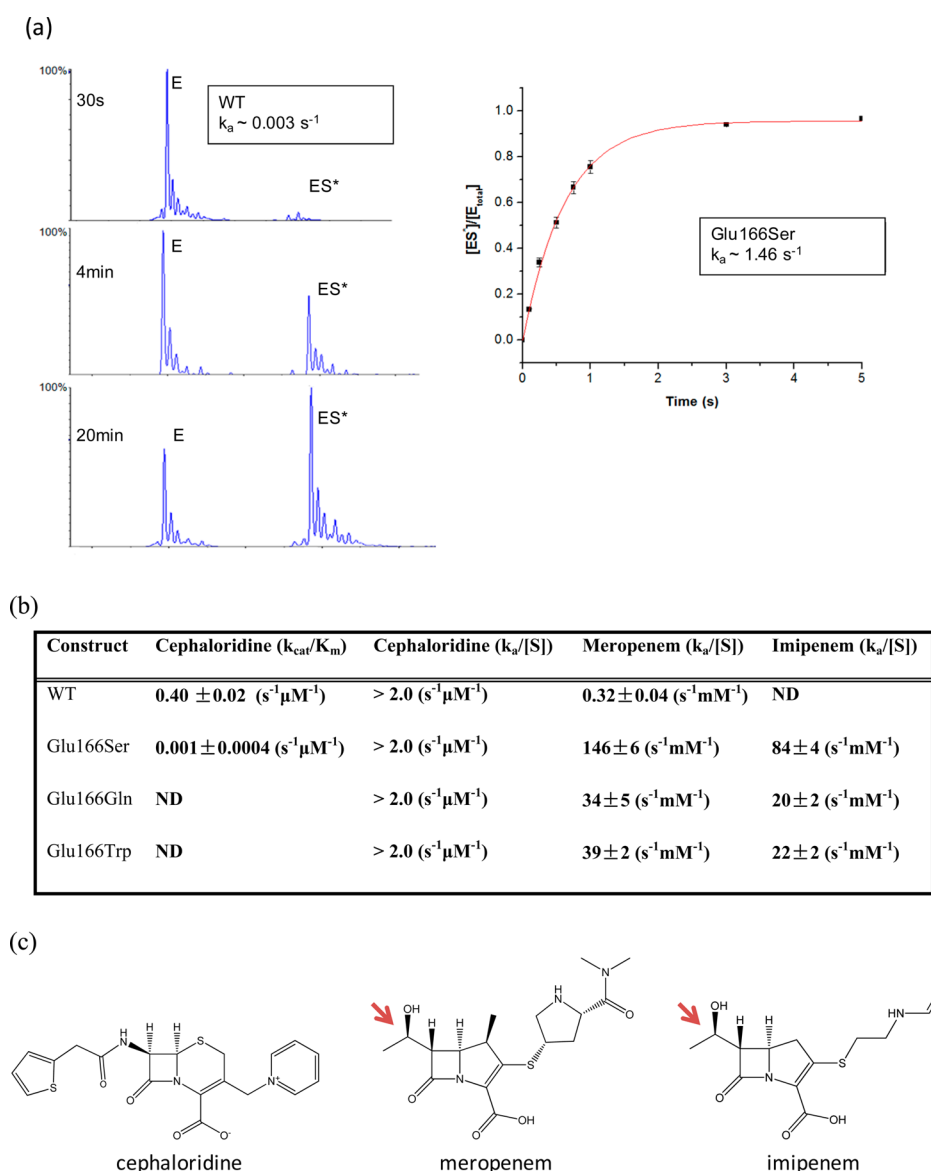 (a)
100%
30s
E
WT
kₐ ~ 0.003 s⁻¹
ES*
4min
E
ES*
100%
20min
E
ES*
[ES*]/[E_total]
1.0
0.8
0.6
0.4
0.2
0.0
Glu166Ser
kₐ ~ 1.46 s⁻¹
0 1 2 3 4 5
Time (s)
(b)
Construct Cephaloridine (k_cat/K_m) Cephaloridine (kₐ/[S]) Meropenem (kₐ/[S]) Imipenem (kₐ/[S])
WT 0.40 ±0.02 (s⁻¹μM⁻¹) > 2.0 (s⁻¹μM⁻¹) 0.32±0.04 (s⁻¹mM⁻¹) ND
Glu166Ser 0.001±0.0004 (s⁻¹μM⁻¹) > 2.0 (s⁻¹μM⁻¹) 146±6 (s⁻¹mM⁻¹) 84±4 (s⁻¹mM⁻¹)
Glu166Gln ND > 2.0 (s⁻¹μM⁻¹) 34±5 (s⁻¹mM⁻¹) 20±2 (s⁻¹mM⁻¹)
Glu166Trp ND > 2.0 (s⁻¹μM⁻¹) 39±2 (s⁻¹mM⁻¹) 22±2 (s⁻¹mM⁻¹)
(c)
S O HN H H S O N N⁺ O O⁻
OH H H HN N O S N O O OH
OH H H HN S N O O OH
cephaloridine meropenem imipenem